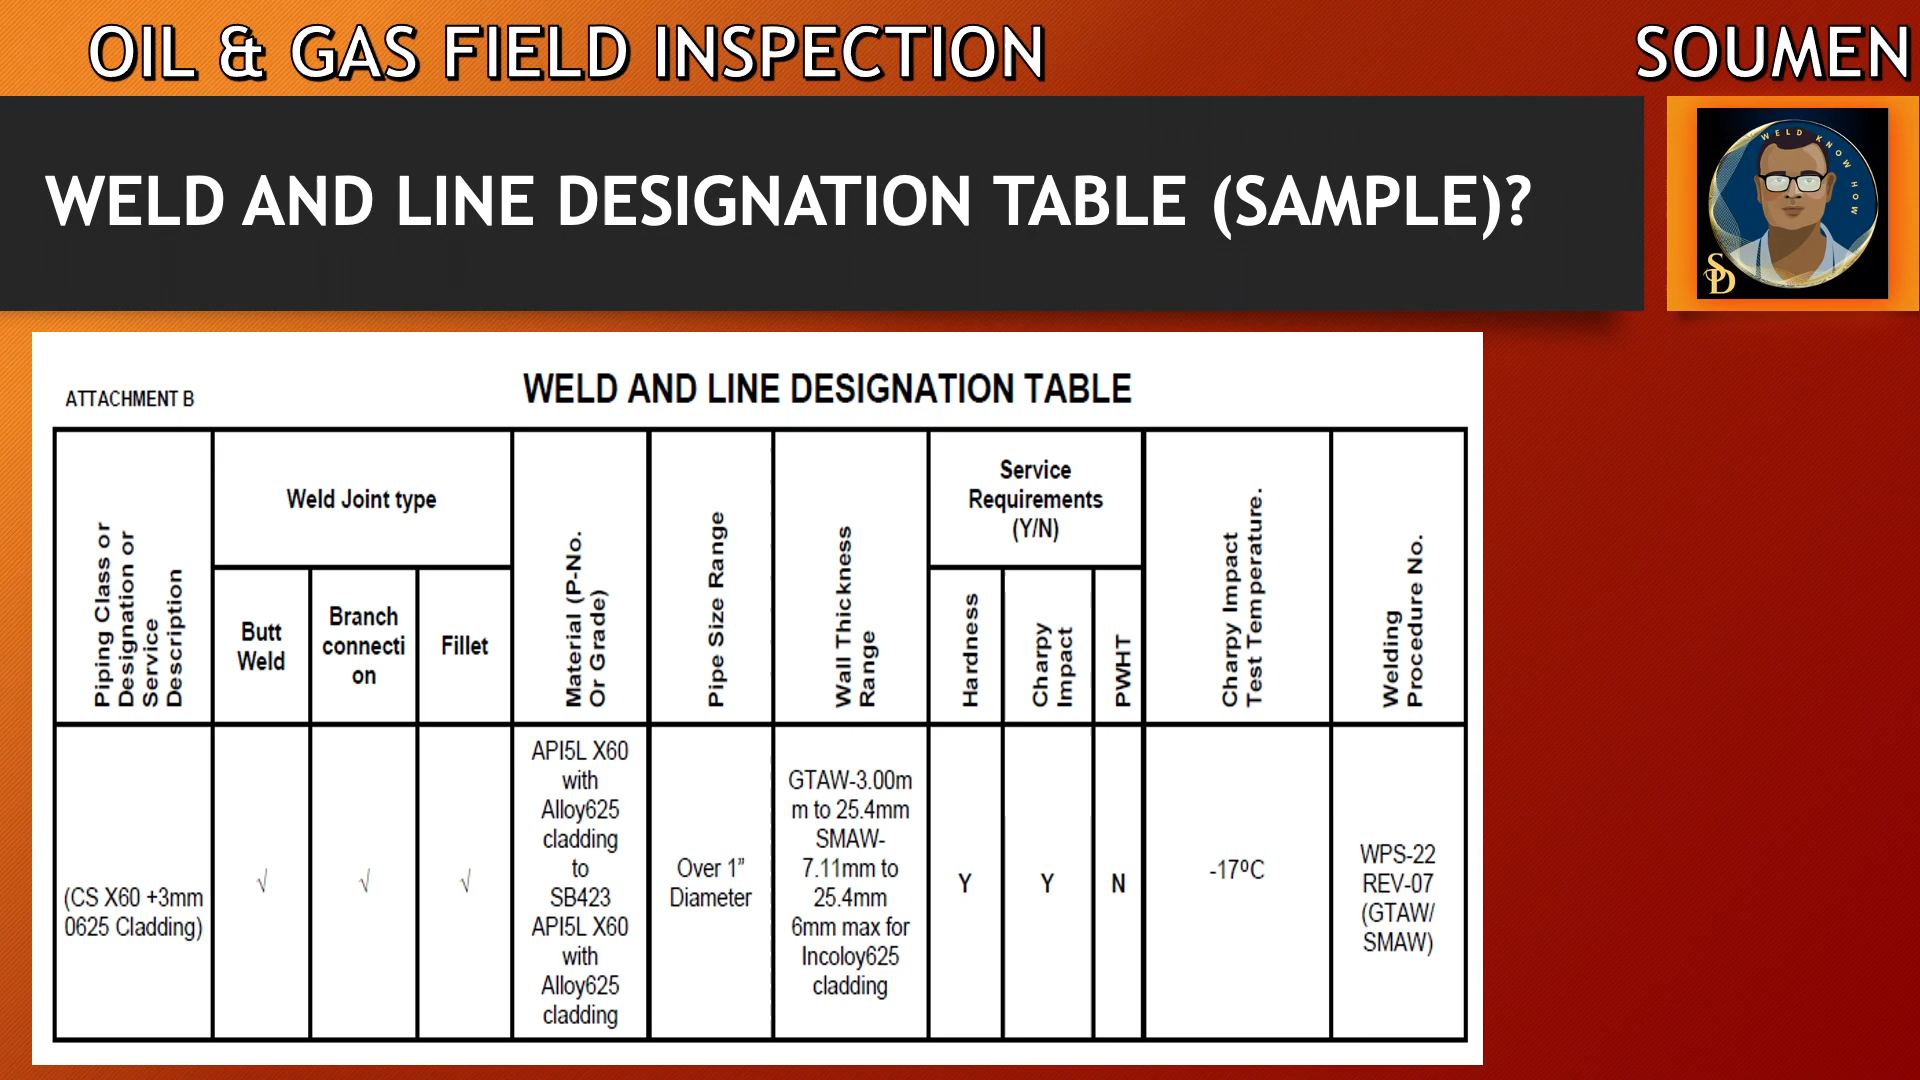 OIL & GAS FIELD INSPECTION
SOUMEN
WELD AND LINE DESIGNATION TABLE (SAMPLE)?
WELD KNOW HOW
SD
ATTACHMENT B
WELD AND LINE DESIGNATION TABLE
Piping Class or
Designation or
Service
Description
Weld Joint type
Butt
Weld
Branch
connecti
on
Fillet
Material (P-No.
Or Grade)
Pipe Size Range
Wall Thickness
Range
Service
Requirements
(Y/N)
Hardness
Charpy
Impact
PWHT
Charpy Impact
Test Temperature.
Welding
Procedure No.
(CS X60 +3mm
0625 Cladding)
√
√
√
API5L X60
with
Alloy625
cladding
to
SB423
API5L X60
with
Alloy625
cladding
Over 1”
Diameter
GTAW-3.00m
m to 25.4mm
SMAW-
7.11mm to
25.4mm
6mm max for
Incoloy625
cladding
Y
Y
N
-17ºC
WPS-22
REV-07
(GTAW/
SMAW)